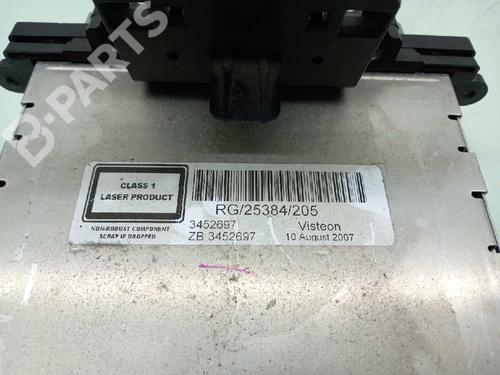 B-PARTS
CLASS 1
LASER PRODUCT
NON-ROBUST COMPONENT
SCRAP IF DROPPED
RG/25384/205
3452697 Visteon
ZB 3452697 10 August 2007